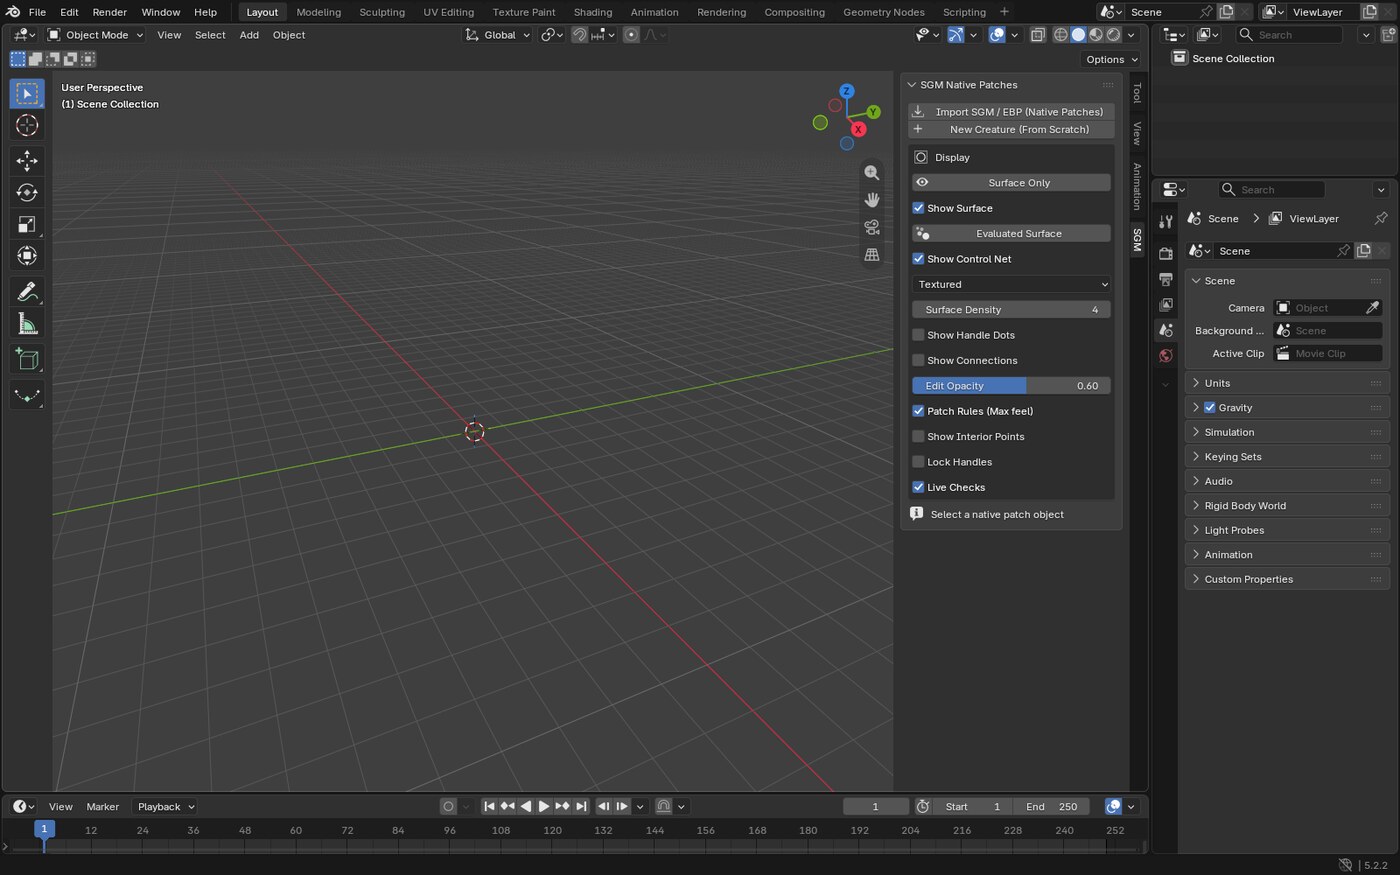 File Edit Render Window Help Layout Modeling Sculpting UV Editing Texture Paint Shading Animation Rendering Compositing Geometry Nodes Scripting + Scene ViewLayer
Object Mode View Select Add Object Global Search
Options
User Perspective
(1) Scene Collection
Z
Y
X
SGM Native Patches
Import SGM / EBP (Native Patches)
New Creature (From Scratch)
Display
Surface Only
Show Surface
Evaluated Surface
Show Control Net
Textured
Surface Density 4
Show Handle Dots
Show Connections
Edit Opacity 0.60
Patch Rules (Max feel)
Show Interior Points
Lock Handles
Live Checks
Select a native patch object
Tool
View
Animation
SGM
Scene Collection
Search
Scene ViewLayer
Scene
Scene
Camera Object
Background ... Scene
Active Clip Movie Clip
Units
Gravity
Simulation
Keying Sets
Audio
Rigid Body World
Light Probes
Animation
Custom Properties
View Marker Playback 1 Start 1 End 250
1 12 24 36 48 60 72 84 96 108 120 132 144 156 168 180 192 204 216 228 240 252
5.2.2